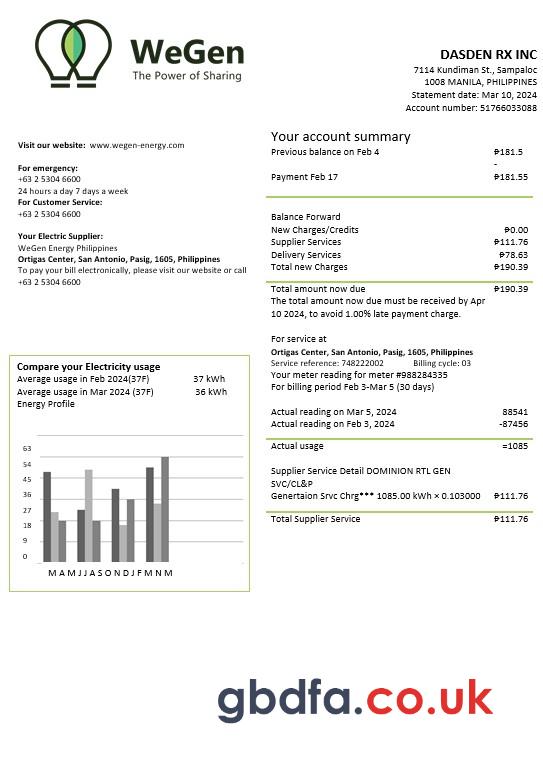 WeGen
The Power of Sharing
DASDEN RX INC
7114 Kundiman St., Sampaloc
1008 MANILA, PHILIPPINES
Statement date: Mar 10, 2024
Account number: 51766033088
Visit our website: www.wegen-energy.com
For emergency:
+63 2 5304 6600
24 hours a day 7 days a week
For Customer Service:
+63 2 5304 6600
Your Electric Supplier:
WeGen Energy Philippines
Ortigas Center, San Antonio, Pasig, 1605, Philippines
To pay your bill electronically, please visit our website or call
+63 2 5304 6600
Your account summary
Previous balance on Feb 4 ₱181.5
-
Payment Feb 17 ₱181.55
Balance Forward
New Charges/Credits ₱0.00
Supplier Services ₱111.76
Delivery Services ₱78.63
Total new Charges ₱190.39
Total amount now due ₱190.39
The total amount now due must be received by Apr
10 2024, to avoid 1.00% late payment charge.
For service at
Ortigas Center, San Antonio, Pasig, 1605, Philippines
Service reference: 748222002 Billing cycle: 03
Your meter reading for meter #988284335
For billing period Feb 3-Mar 5 (30 days)
Actual reading on Mar 5, 2024 88541
Actual reading on Feb 3, 2024 -87456
Actual usage =1085
Supplier Service Detail DOMINION RTL GEN
SVC/CL&P
Genertaion Srvc Chrg*** 1085.00 kWh × 0.103000 ₱111.76
Total Supplier Service ₱111.76
Compare your Electricity usage
Average usage in Feb 2024(37F) 37 kWh
Average usage in Mar 2024 (37F) 36 kWh
Energy Profile
63
54
45
36
27
18
9
0
M A M J J A S O N D J F M N M
gbdfa.co.uk